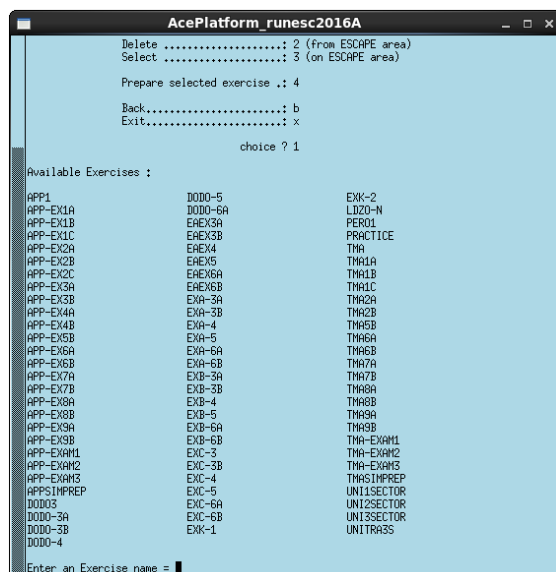 AcePlatform_runesc2016A
Delete .....................: 2 (from ESCAPE area)
Select .....................: 3 (on ESCAPE area)
Prepare selected exercise .: 4
Back........................: b
Exit........................: x
choice ? 1
Available Exercises :
APP1 DODO-5 EXK-2
APP-EX1A DODO-6A LDZO-N
APP-EX1B EAEX3A PERO1
APP-EX1C EAEX3B PRACTICE
APP-EX2A EAEX4 TMA
APP-EX2B EAEX5 TMA1A
APP-EX2C EAEX6A TMA1B
APP-EX3A EAEX6B TMA1C
APP-EX3B EXA-3A TMA2A
APP-EX4A EXA-3B TMA2B
APP-EX4B EXA-4 TMA5B
APP-EX5B EXA-5 TMA6A
APP-EX6A EXA-6A TMA6B
APP-EX6B EXA-6B TMA7A
APP-EX7A EXB-3A TMA7B
APP-EX7B EXB-3B TMA8A
APP-EX8A EXB-4 TMA8B
APP-EX8B EXB-5 TMA9A
APP-EX9A EXB-6A TMA9B
APP-EX9B EXB-6B TMA-EXAM1
APP-EXAM1 EXC-3 TMA-EXAM2
APP-EXAM2 EXC-3B TMA-EXAM3
APP-EXAM3 EXC-4 TMASIMPREP
APPSIMPREP EXC-5 UNI1SECTOR
DODO3 EXC-6A UNI2SECTOR
DODO-3A EXC-6B UNI3SECTOR
DODO-3B EXK-1 UNITRA3S
DODO-4
Enter an Exercise name =